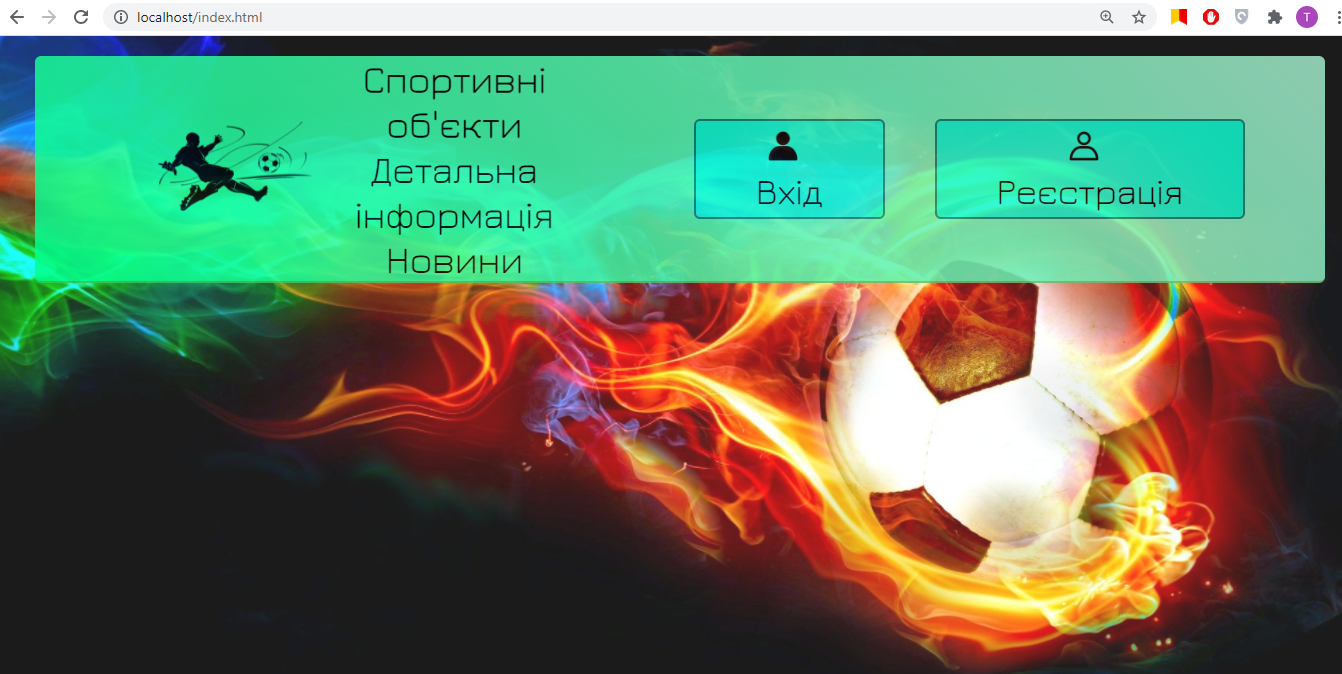 localhost/index.html
T
Спортивні
об'єкти
Детальна
інформація
Новини
Вхід
Реєстрація